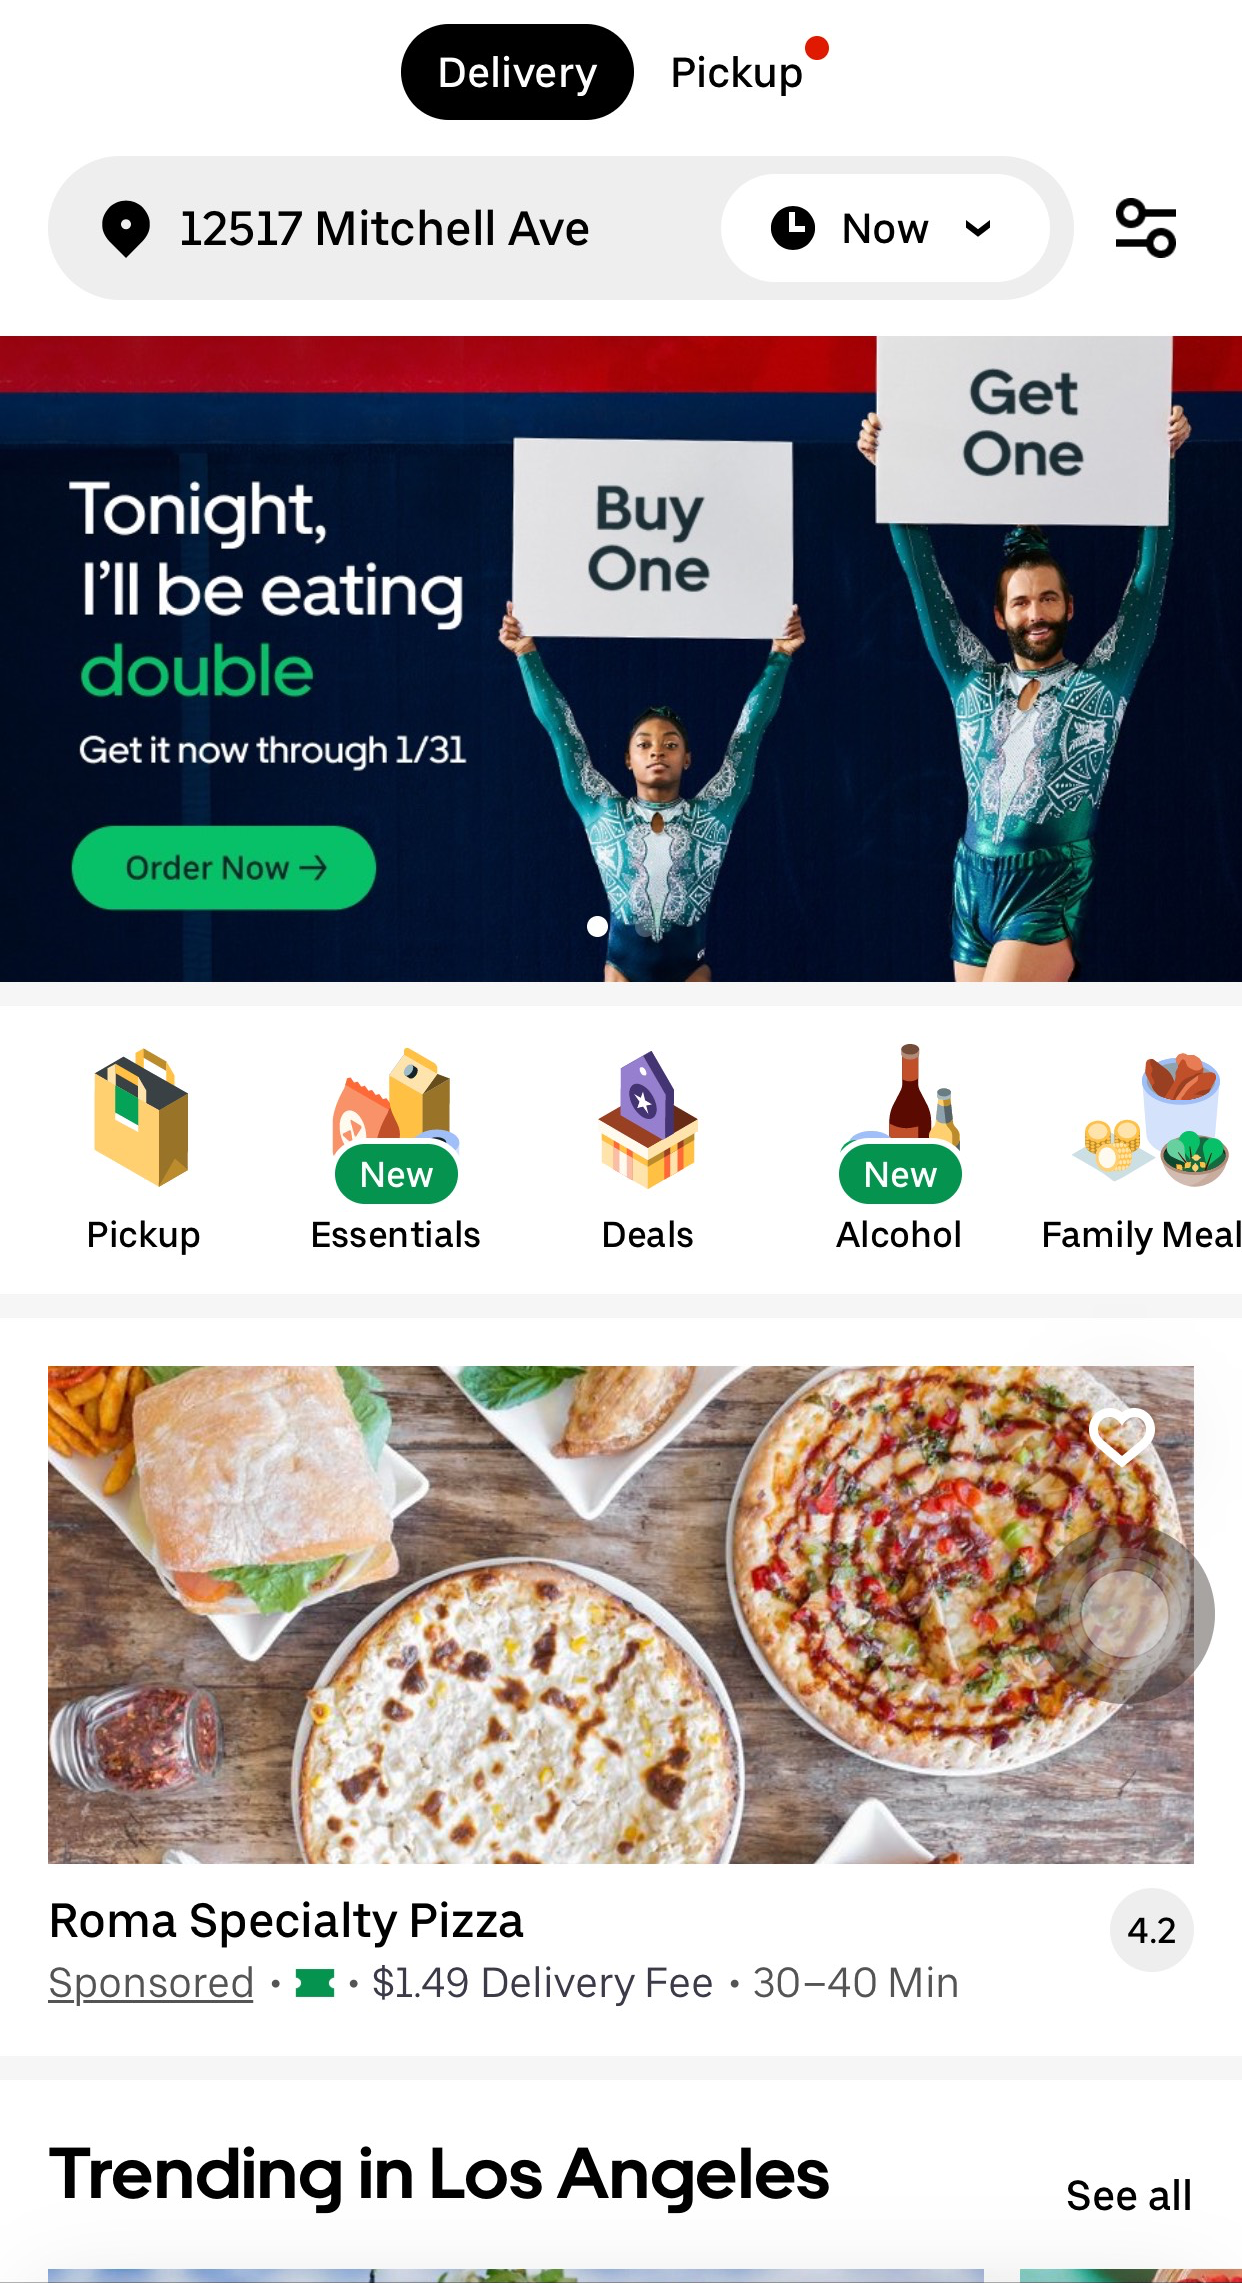 Delivery
Pickup
12517 Mitchell Ave
Now
Tonight,
I'll be eating
double
Get it now through 1/31
Order Now →
Buy
One
Get
One
New
New
Pickup
Essentials
Deals
Alcohol
Family Meal
Roma Specialty Pizza
4.2
Sponsored • • $1.49 Delivery Fee • 30–40 Min
Trending in Los Angeles
See all